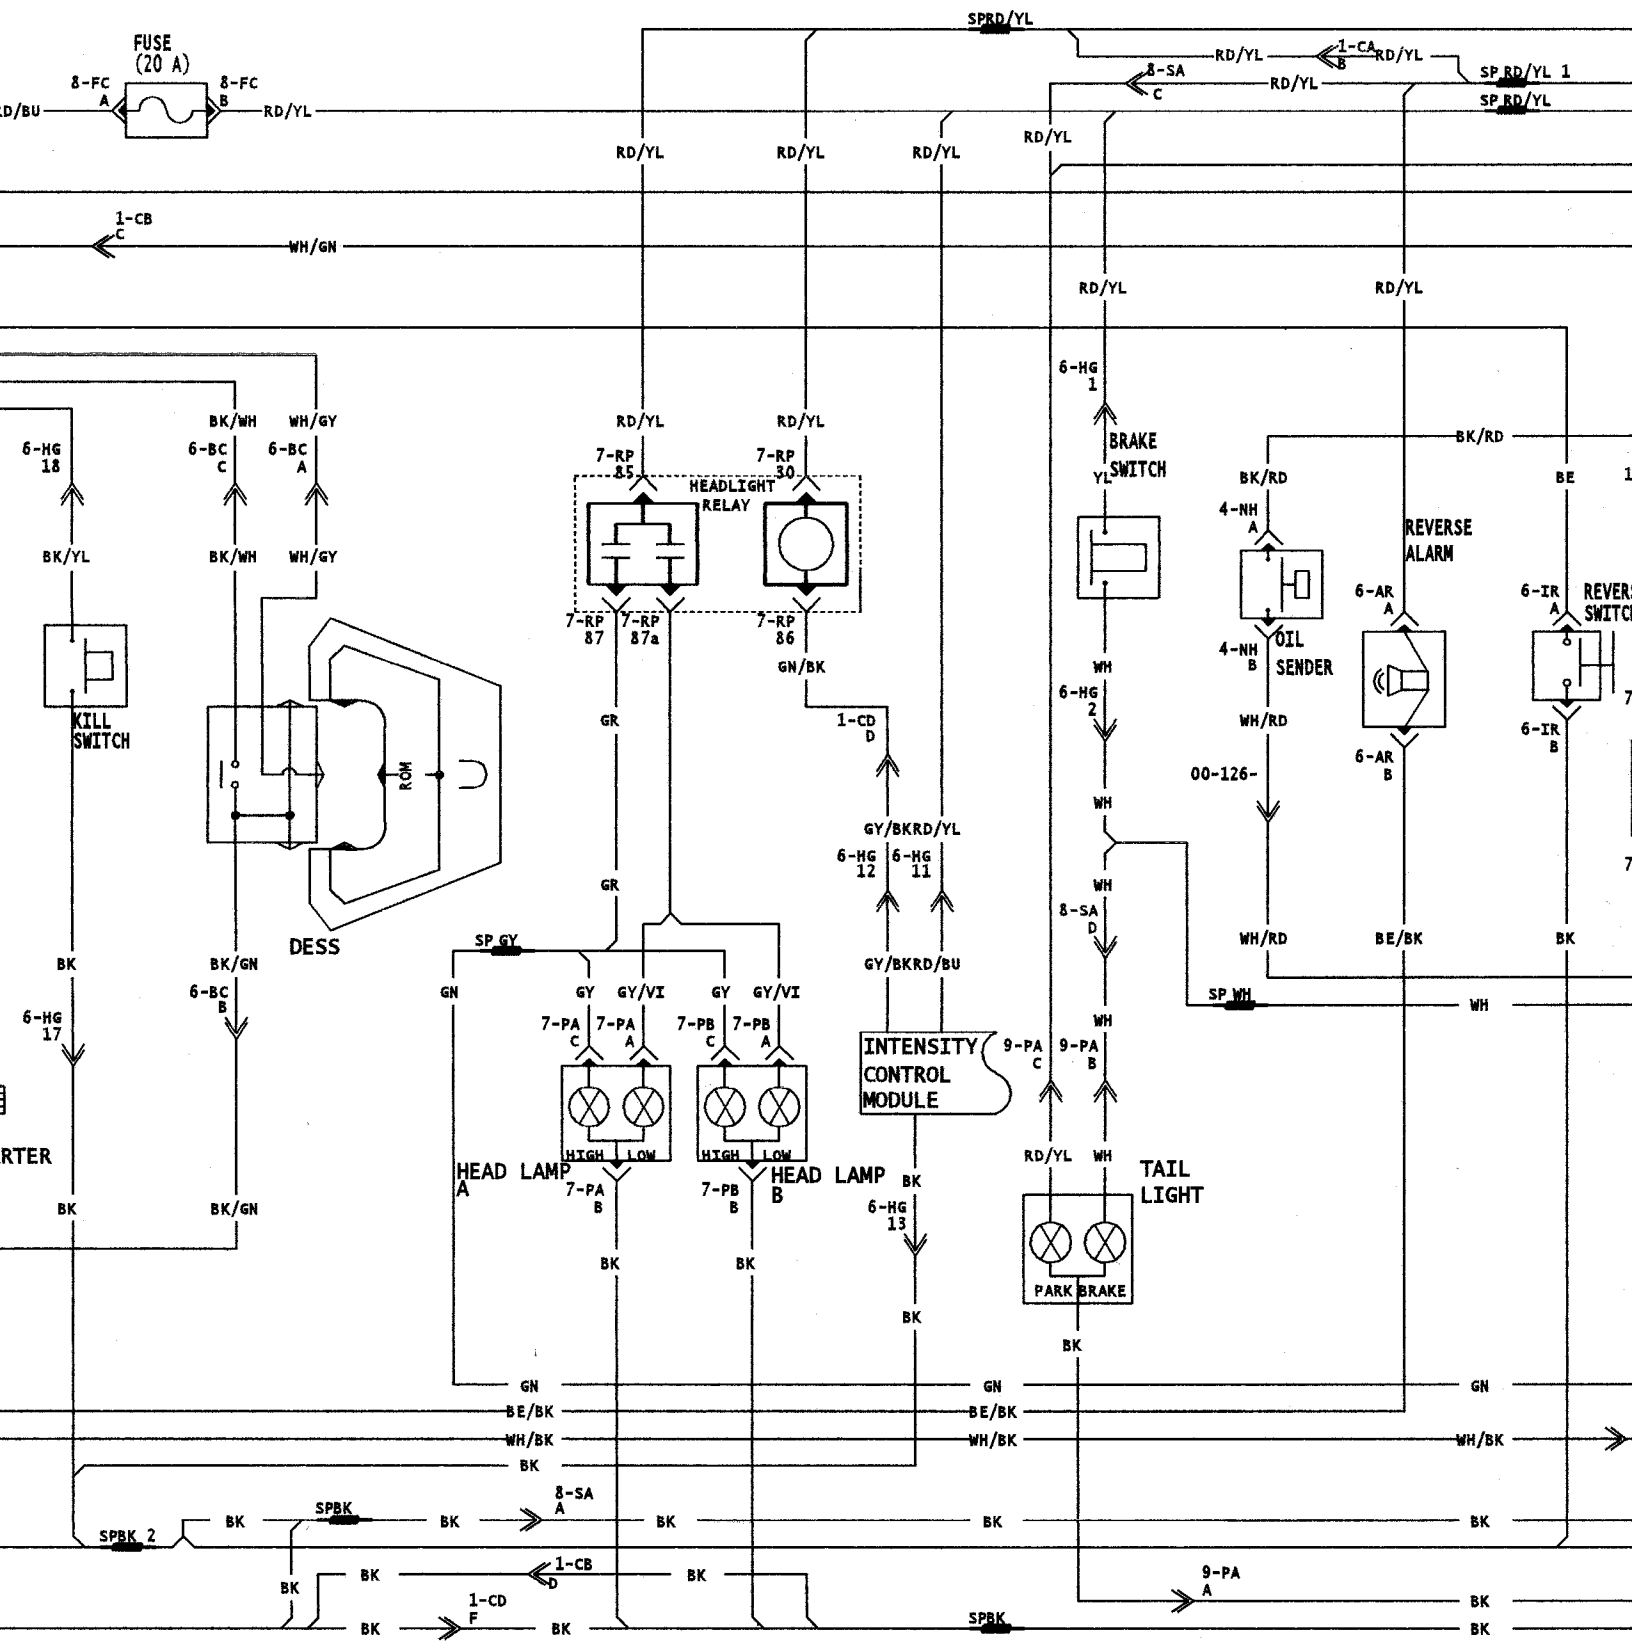 SPRD/YL
FUSE
(20 A)
8-FC
A
8-FC
B
RD/BU
RD/YL
RD/YL
1-CA
B
RD/YL
8-SA
C
RD/YL
SP RD/YL 1
SP RD/YL
RD/YL
RD/YL
RD/YL
RD/YL
1-CB
C
WH/GN
RD/YL
RD/YL
6-HG
1
BK/WH
WH/GY
RD/YL
RD/YL
6-HG
18
6-BC
C
6-BC
A
7-RP
85
7-RP
30
BRAKE
SWITCH
YL
BK/RD
BK/RD
BE
HEADLIGHT
RELAY
4-NH
A
REVERSE
ALARM
BK/YL
BK/WH
WH/GY
6-AR
A
6-IR
A
REVERS
SWITCH
7-RP
87
7-RP
87a
7-RP
86
4-NH
B
OIL
SENDER
GN/BK
WH
6-HG
2
KILL
SWITCH
GR
1-CD
D
WH/RD
6-IR
B
6-AR
B
ROM
00-126-
WH
GY/BK
RD/YL
6-HG
12
6-HG
11
GR
WH
8-SA
D
DESS
SP GY
BK
BK/GN
GY/BK
RD/BU
WH/RD
BE/BK
BK
6-BC
B
GN
GY
GY/VI
GY
GY/VI
SP WH
WH
6-HG
17
7-PA
C
7-PA
A
7-PB
C
7-PB
A
WH
INTENSITY
CONTROL
MODULE
9-PA
C
9-PA
B
RTER
HIGH
LOW
HIGH
LOW
HEAD LAMP
A
HEAD LAMP
B
RD/YL
WH
TAIL
LIGHT
7-PA
B
7-PB
B
BK
6-HG
13
BK
BK/GN
BK
BK
PARK
BRAKE
BK
BK
GN
GN
GN
BE/BK
BE/BK
WH/BK
WH/BK
WH/BK
BK
SPBK
8-SA
A
BK
BK
BK
BK
BK
SPBK 2
BK
BK
1-CB
D
BK
9-PA
A
BK
1-CD
F
BK
BK
SPBK
BK